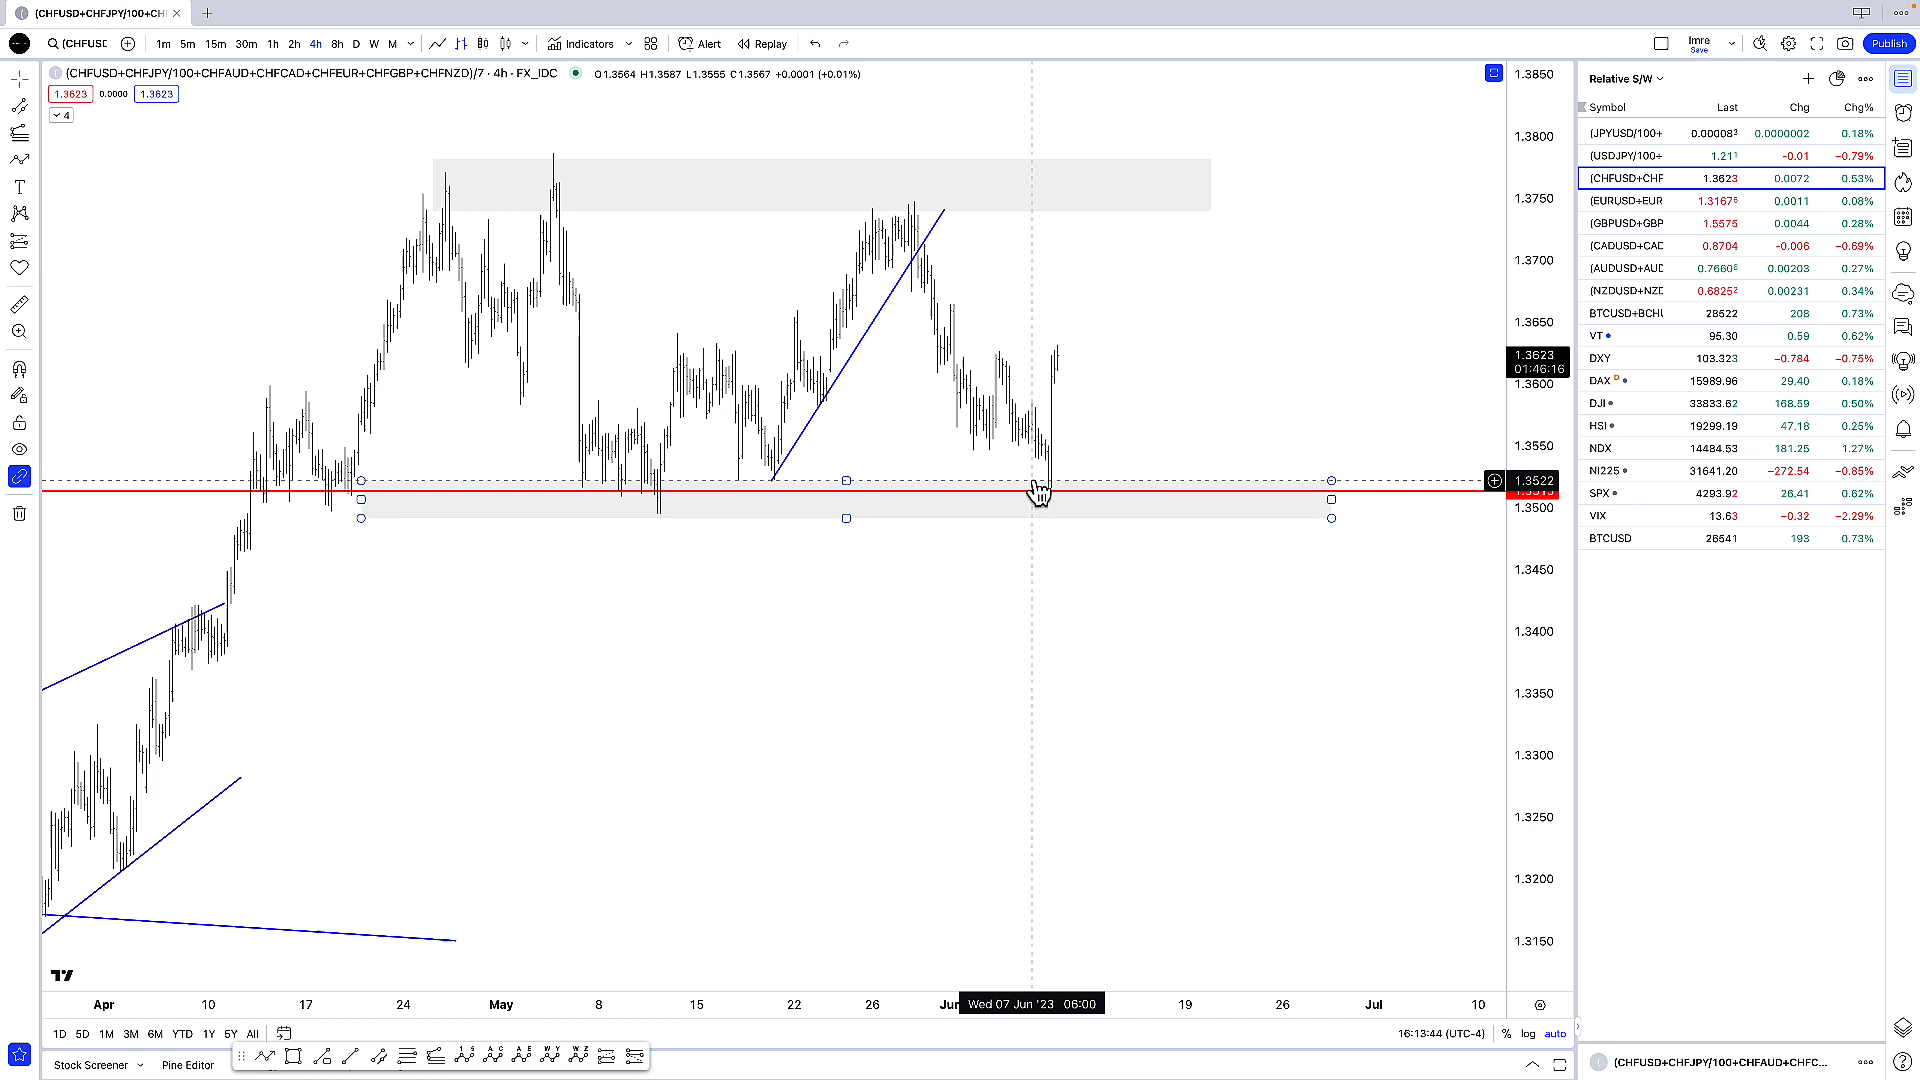 (CHFUSD+CHFJPY/100+CHF
(CHFUSD 1m 5m 15m 30m 1h 2h 4h 8h D W M Indicators Alert Replay Imre Save Publish
(CHFUSD+CHFJPY/100+CHFAUD+CHFCAD+CHFEUR+CHFGBP+CHFNZD)/7 · 4h · FX_IDC O1.3564 H1.3587 L1.3555 C1.3567 +0.0001 (+0.01%)
1.3623 0.0000 1.3623
4
1.3850
1.3800
1.3750
1.3700
1.3650
1.3623
01:46:16
1.3600
1.3550
1.3522
1.3500
1.3450
1.3400
1.3350
1.3300
1.3250
1.3200
1.3150
Apr 10 17 24 May 8 15 22 26 Jun Wed 07 Jun '23 06:00 19 26 Jul 10
1D 5D 1M 3M 6M YTD 1Y 5Y All 16:13:44 (UTC-4) % log auto
Stock Screener Pine Editor
Relative S/W
Symbol Last Chg Chg%
(JPYUSD/100+ 0.00008³ 0.0000002 0.18%
(USDJPY/100+ 1.21¹ −0.01 −0.79%
(CHFUSD+CHF 1.3623 0.0072 0.53%
(EURUSD+EUR 1.3167⁶ 0.0011 0.08%
(GBPUSD+GBP 1.5575 0.0044 0.28%
(CADUSD+CAD 0.8704 −0.006 −0.69%
(AUDUSD+AUD 0.7660⁶ 0.00203 0.27%
(NZDUSD+NZD 0.6825² 0.00231 0.34%
BTCUSD+BCHU 28522 208 0.73%
VT 95.30 0.59 0.62%
DXY 103.323 −0.784 −0.75%
DAX D 15989.96 29.40 0.18%
DJI 33833.62 168.59 0.50%
HSI 19299.19 47.18 0.25%
NDX 14484.53 181.25 1.27%
NI225 31641.20 −272.54 −0.85%
SPX 4293.92 26.41 0.62%
VIX 13.63 −0.32 −2.29%
BTCUSD 26541 193 0.73%
(CHFUSD+CHFJPY/100+CHFAUD+CHFC...